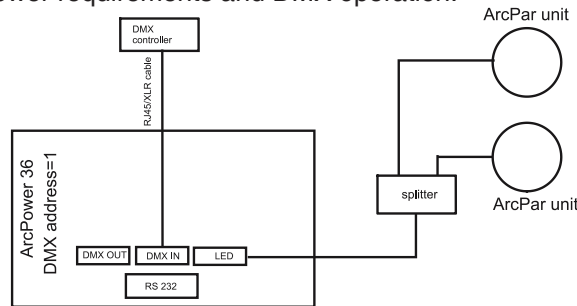 ower requirements and DMX operation.
ArcPar unit
DMX
controller
RJ45/XLR cable
ArcPower 36
DMX address=1
splitter
ArcPar unit
DMX OUT
DMX IN
LED
RS 232